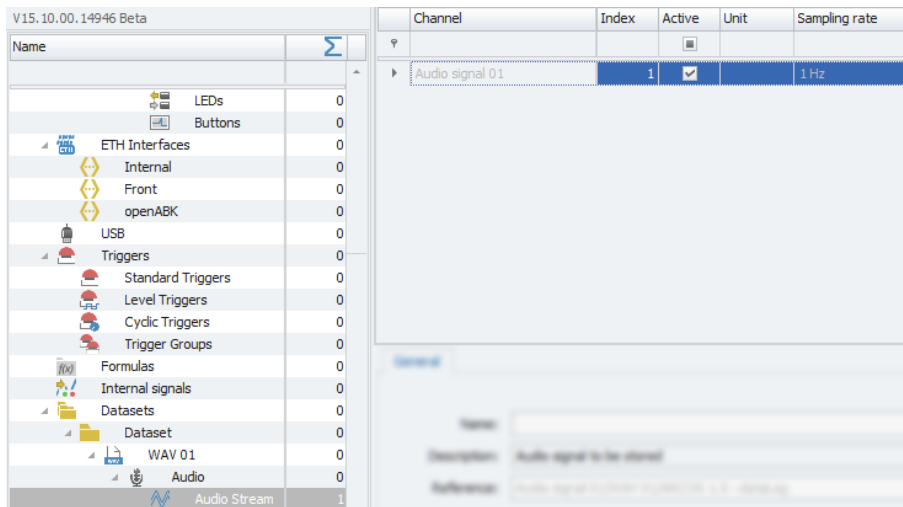 V15.10.00.14946 Beta
Name Σ
LEDs 0
Buttons 0
ETH Interfaces 0
Internal 0
Front 0
openABK 0
USB 0
Triggers 0
Standard Triggers 0
Level Triggers 0
Cyclic Triggers 0
Trigger Groups 0
f(x) Formulas 0
Internal signals 0
Datasets 0
Dataset 0
WAV 01 0
Audio 0
Audio Stream 1
Channel Index Active Unit Sampling rate
Audio signal 01 1 1 Hz
General
Name:
Description: Audio signal to be stored
Reference: